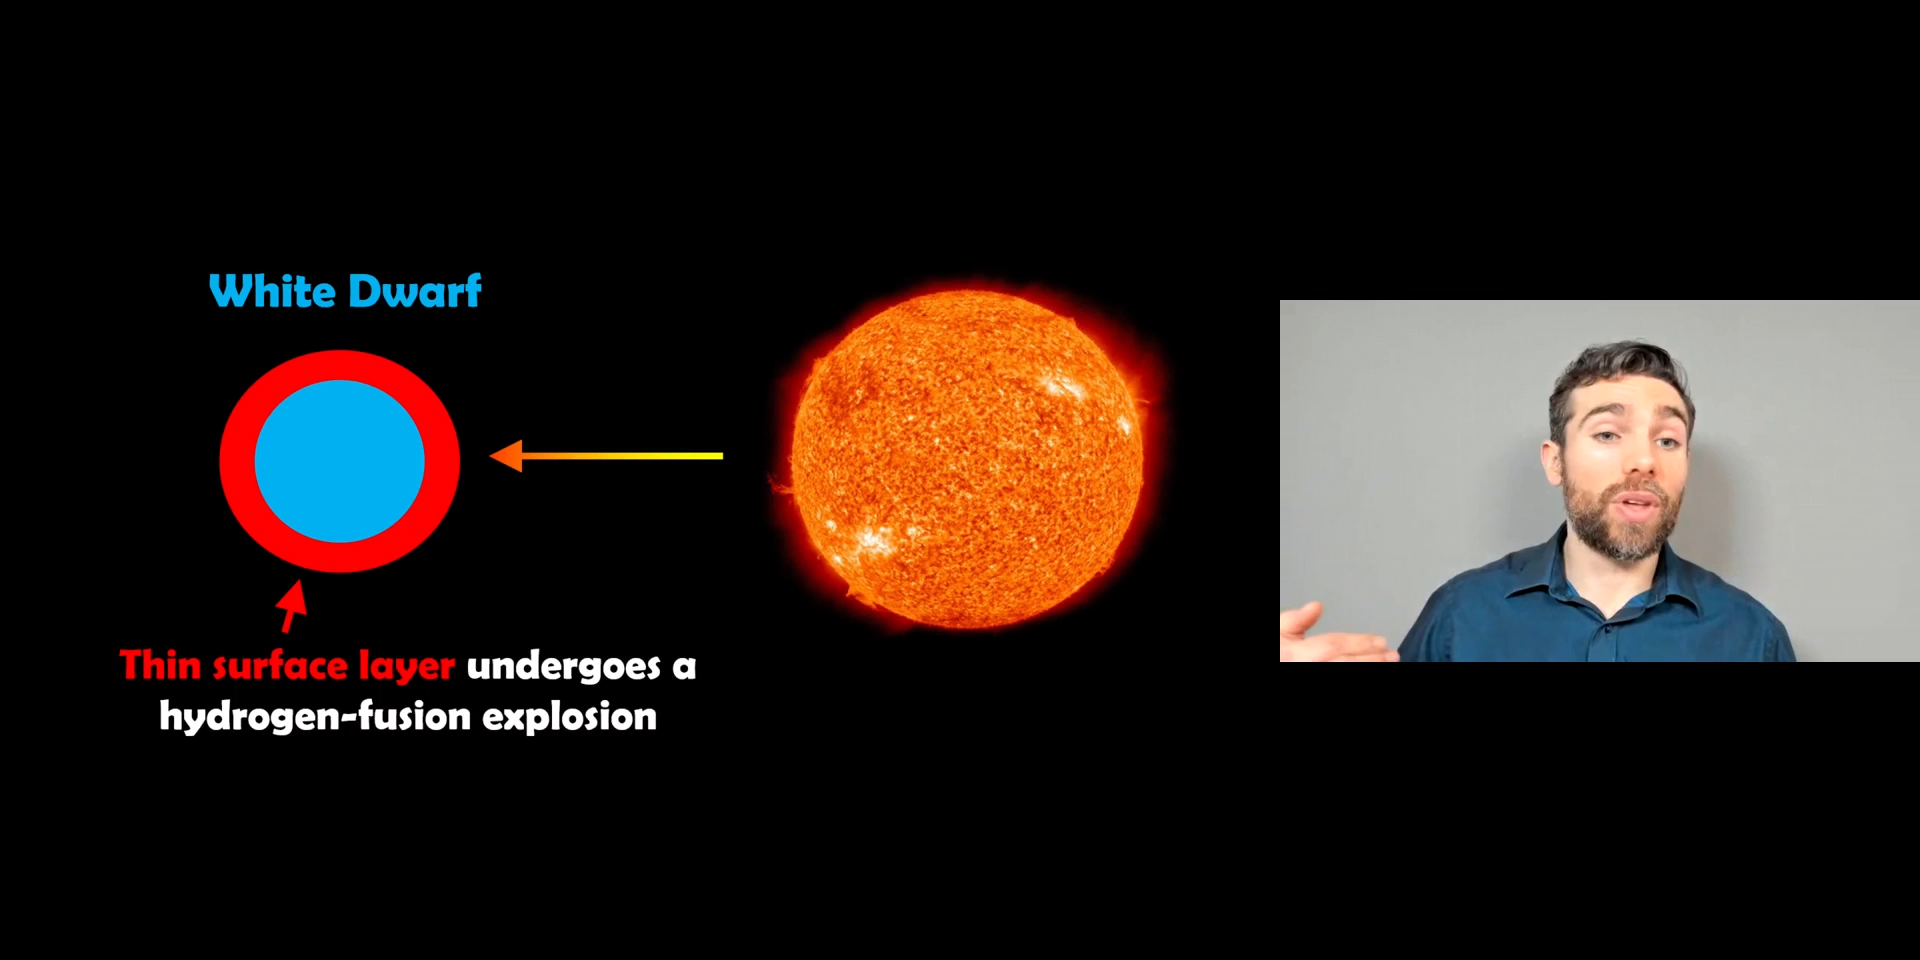 White Dwarf
Thin surface layer undergoes a
hydrogen-fusion explosion